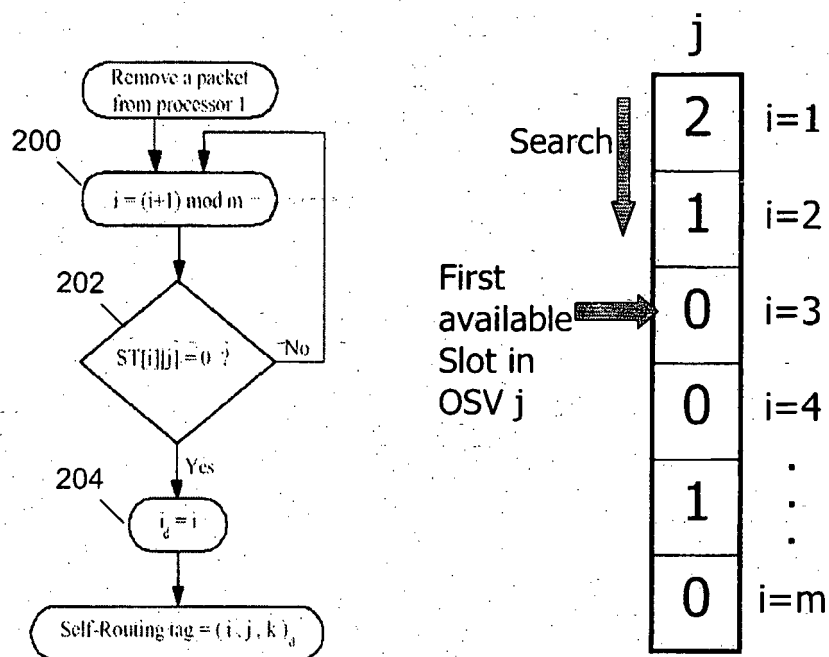 Remove a packet
from processor 1
200
i = (i+1) mod m
202
ST[i][j] = 0 ?
No
Yes
204
i_d = i
Self-Routing tag = ( i , j , k )_d
j
Search
2
i=1
1
i=2
First
available
Slot in
OSV j
0
i=3
0
i=4
1
.
.
.
0
i=m